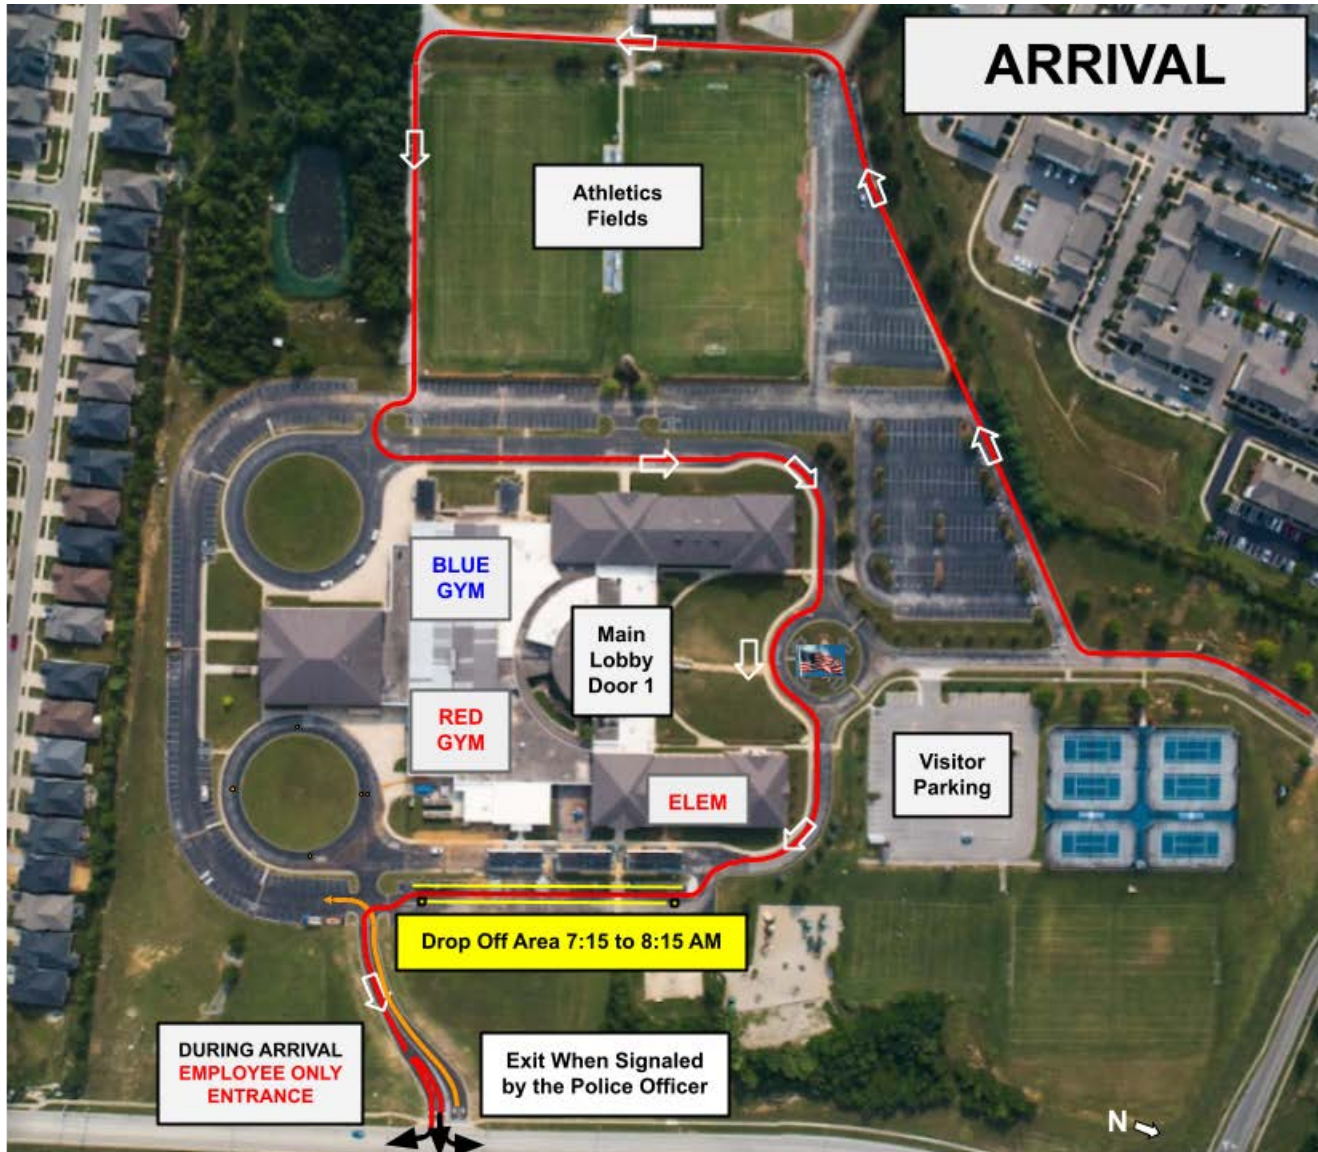 ARRIVAL
Athletics
Fields
BLUE
GYM
Main
Lobby
Door 1
RED
GYM
ELEM
Visitor
Parking
Drop Off Area 7:15 to 8:15 AM
DURING ARRIVAL
EMPLOYEE ONLY
ENTRANCE
Exit When Signaled
by the Police Officer
N